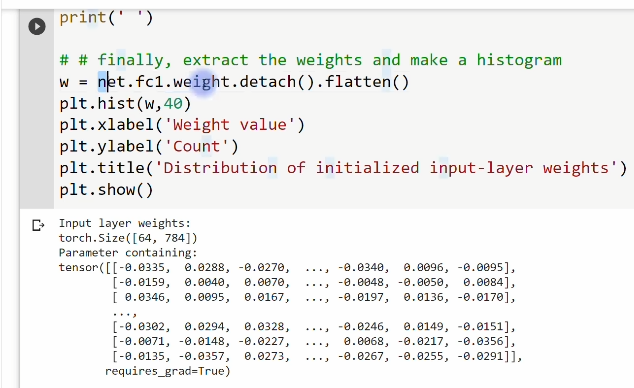 print(' ')
# # finally, extract the weights and make a histogram
w = net.fc1.weight.detach().flatten()
plt.hist(w,40)
plt.xlabel('Weight value')
plt.ylabel('Count')
plt.title('Distribution of initialized input-layer weights')
plt.show()
Input layer weights:
torch.Size([64, 784])
Parameter containing:
tensor([[-0.0335,  0.0288, -0.0270,  ..., -0.0340,  0.0096, -0.0095],
        [-0.0159,  0.0040,  0.0070,  ..., -0.0048, -0.0050,  0.0084],
        [ 0.0346,  0.0095,  0.0167,  ..., -0.0197,  0.0136, -0.0170],
        ...,
        [-0.0302,  0.0294,  0.0328,  ..., -0.0246,  0.0149, -0.0151],
        [-0.0071, -0.0148, -0.0227,  ...,  0.0068, -0.0217, -0.0356],
        [-0.0135, -0.0357,  0.0273,  ..., -0.0267, -0.0255, -0.0291]],
       requires_grad=True)